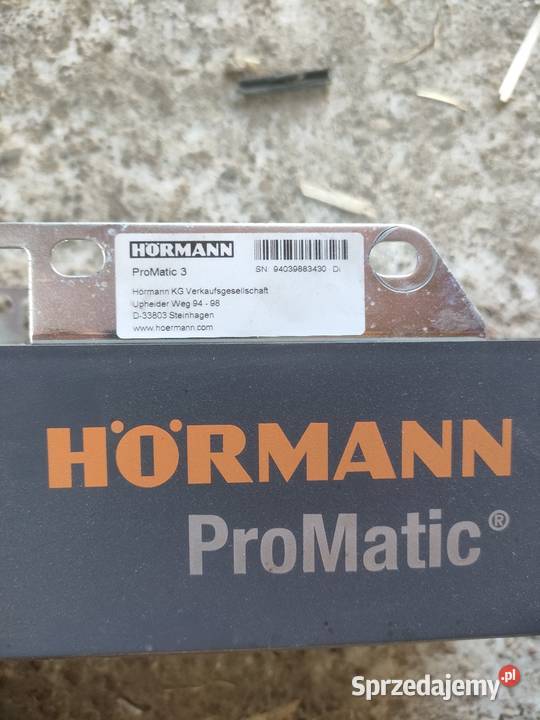 HÖRMANN
ProMatic 3
SN: 94039883430 Di
Hörmann KG Verkaufsgesellschaft
Upheider Weg 94 - 98
D-33803 Steinhagen
www.hoermann.com
HÖRMANN
ProMatic®
Sprzedajemy.pl